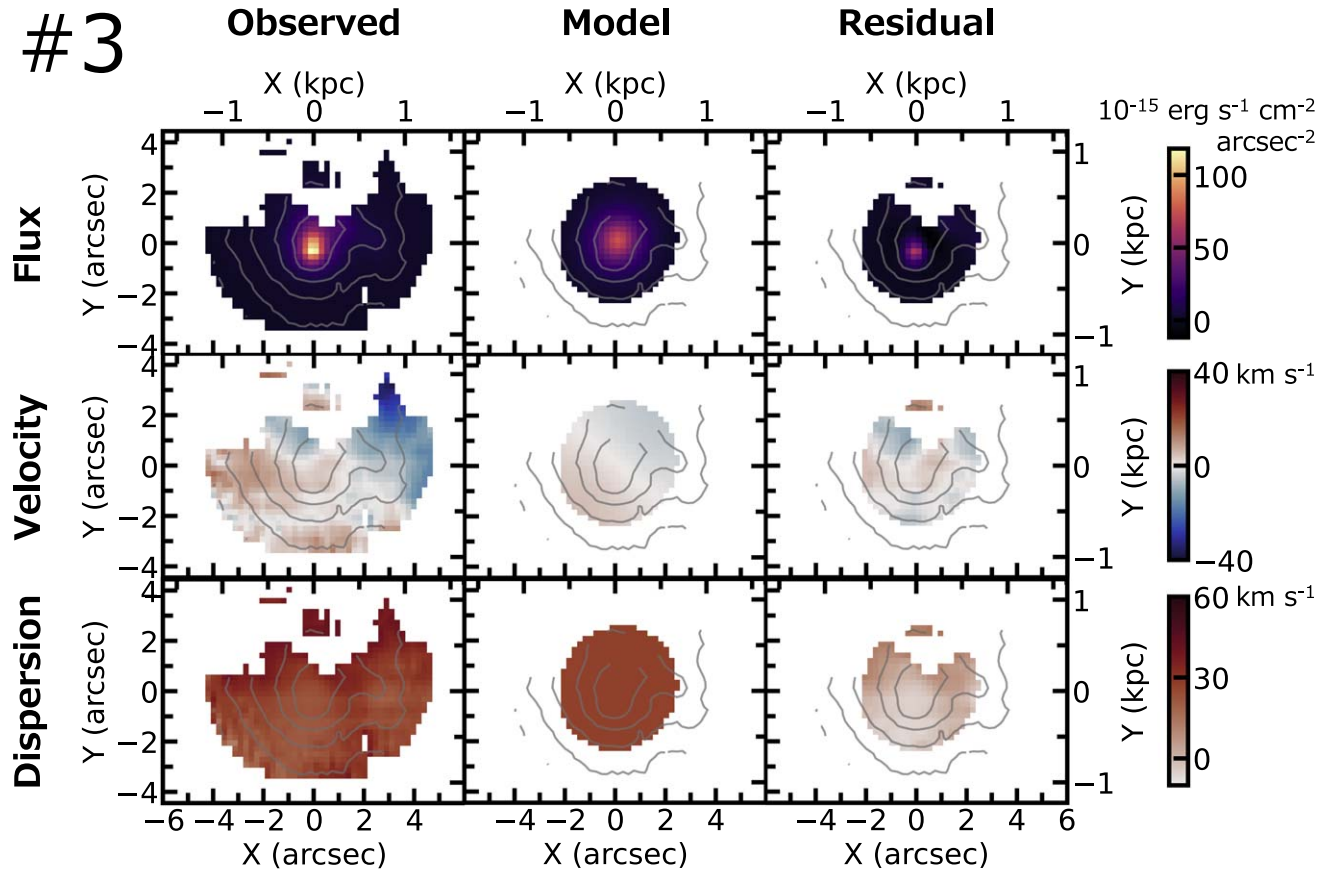 #3
Observed Model Residual
X (kpc) X (kpc) X (kpc)
−1 0 1 −1 0 1 −1 0 1
10⁻¹⁵ erg s⁻¹ cm⁻²
arcsec⁻²
Flux
Y (arcsec)
4
2
0
−2
−4
1
0
−1
Y (kpc)
100
50
0
Velocity
Y (arcsec)
4
2
0
−2
−4
1
0
−1
Y (kpc)
40 km s⁻¹
0
−40
Dispersion
Y (arcsec)
4
2
0
−2
−4
1
0
−1
Y (kpc)
60 km s⁻¹
30
0
−6 −4 −2 0 2 4 −4 −2 0 2 4 −4 −2 0 2 4 6
X (arcsec) X (arcsec) X (arcsec)